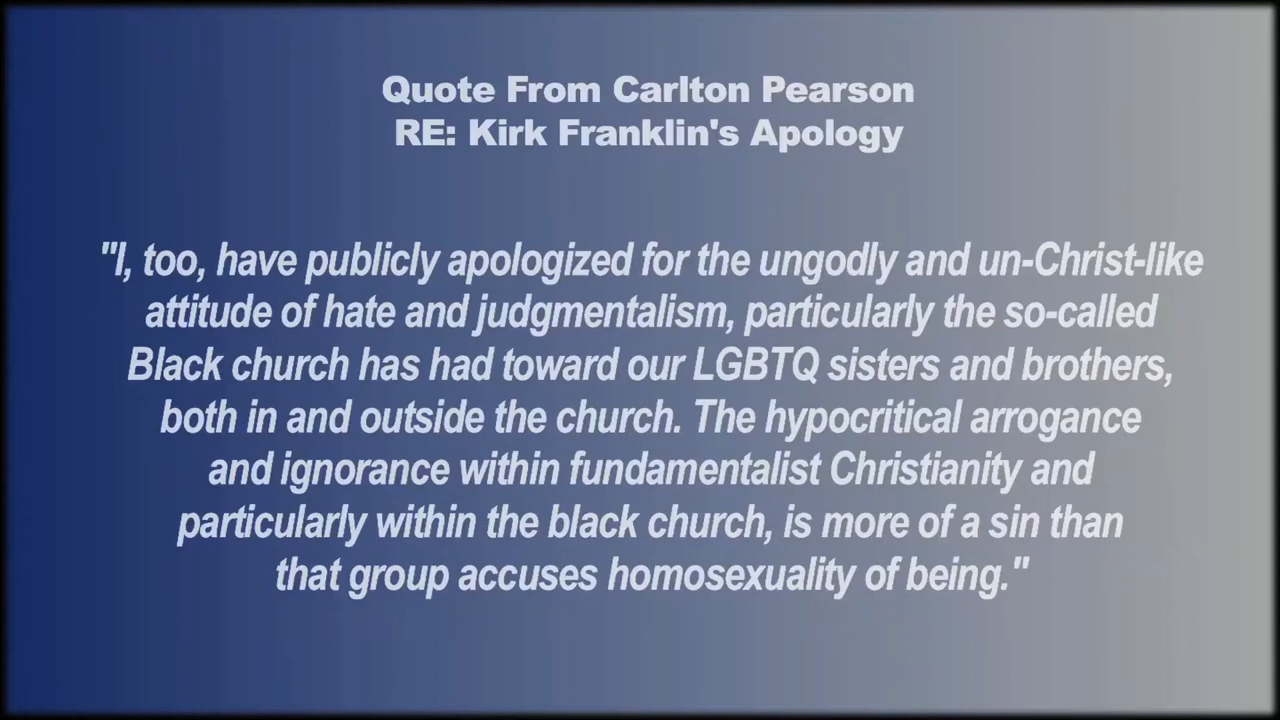 Quote From Carlton Pearson
RE: Kirk Franklin's Apology
"I, too, have publicly apologized for the ungodly and un-Christ-like
attitude of hate and judgmentalism, particularly the so-called
Black church has had toward our LGBTQ sisters and brothers,
both in and outside the church. The hypocritical arrogance
and ignorance within fundamentalist Christianity and
particularly within the black church, is more of a sin than
that group accuses homosexuality of being."